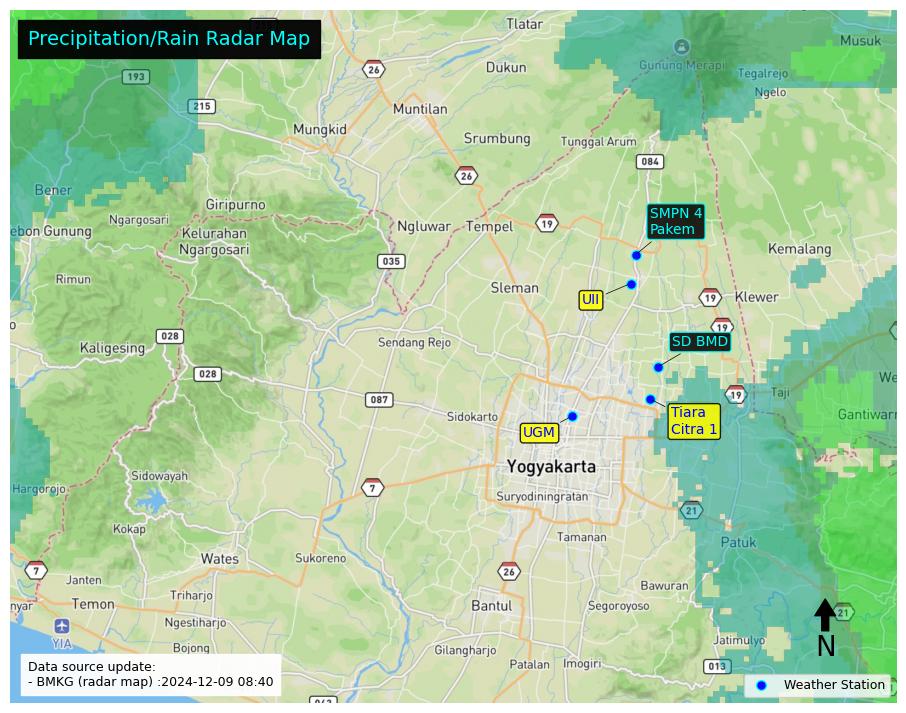 Precipitation/Rain Radar Map
Tlatar
Musuk
26
Dukun
Gunung Merapi
Tegalrejo
193
Ngelo
215
Muntilan
Mungkid
Srumbung
Tunggal Arum
084
26
Bener
Giripurno
SMPN 4
Pakem
Ngargosari
Ngluwar
Tempel
19
ebon Gunung
Kelurahan
Ngargosari
Kemalang
035
Rimun
UII
Sleman
19
Klewer
19
028
Sendang Rejo
SD BMD
Kaligesing
028
We
087
19
Taji
Sidokarto
Tiara
Citra 1
Gantiwar
UGM
Yogyakarta
Sidowayah
7
Hargorojo
Suryodiningratan
21
Kokap
Tamanan
Patuk
Wates
Sukoreno
7
26
Janten
Bawuran
Triharjo
nyar
Temon
Bantul
Segoroyoso
21
Ngestiharjo
YIA
N
Bojong
Gilangharjo
Jatimulyo
Patalan
Imogiri
013
Data source update:
- BMKG (radar map) :2024-12-09 08:40
Weather Station